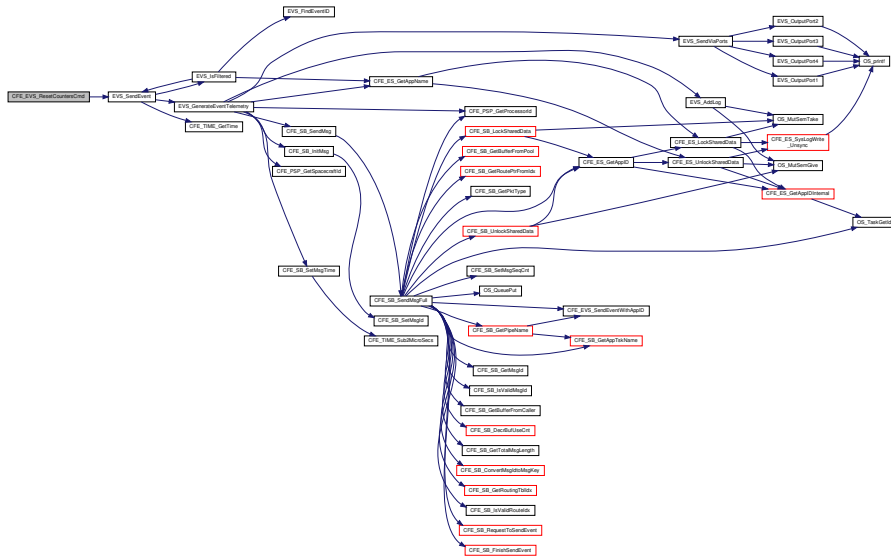 CFE_EVS_ResetCountersCmd
EVS_SendEvent
EVS_FindEventID
EVS_IsFiltered
EVS_GenerateEventTelemetry
CFE_TIME_GetTime
CFE_SB_SendMsg
CFE_SB_InitMsg
CFE_PSP_GetSpacecraftId
CFE_SB_SetMsgTime
CFE_ES_GetAppName
CFE_SB_SendMsgFull
CFE_SB_SetMsgId
CFE_TIME_Sub2MicroSecs
CFE_PSP_GetProcessorId
CFE_SB_LockSharedData
CFE_SB_GetBufferFromPool
CFE_SB_GetRoutePtrFromIdx
CFE_SB_GetPktType
CFE_SB_UnlockSharedData
CFE_SB_SetMsgSeqCnt
OS_QueuePut
CFE_SB_GetPipeName
CFE_SB_GetMsgId
CFE_SB_IsValidMsgId
CFE_SB_GetBufferFromCaller
CFE_SB_DecrBufUseCnt
CFE_SB_GetTotalMsgLength
CFE_SB_ConvertMsgIdtoMsgKey
CFE_SB_GetRoutingTblIdx
CFE_SB_IsValidRouteIdx
CFE_SB_RequestToSendEvent
CFE_SB_FinishSendEvent
CFE_ES_GetAppID
CFE_EVS_SendEventWithAppID
CFE_SB_GetAppTskName
EVS_SendViaPorts
EVS_AddLog
CFE_ES_LockSharedData
CFE_ES_UnlockSharedData
EVS_OutputPort2
EVS_OutputPort3
EVS_OutputPort4
EVS_OutputPort1
OS_MutSemTake
CFE_ES_SysLogWrite
_Unsync
OS_MutSemGive
CFE_ES_GetAppIDInternal
OS_printf
OS_TaskGetId